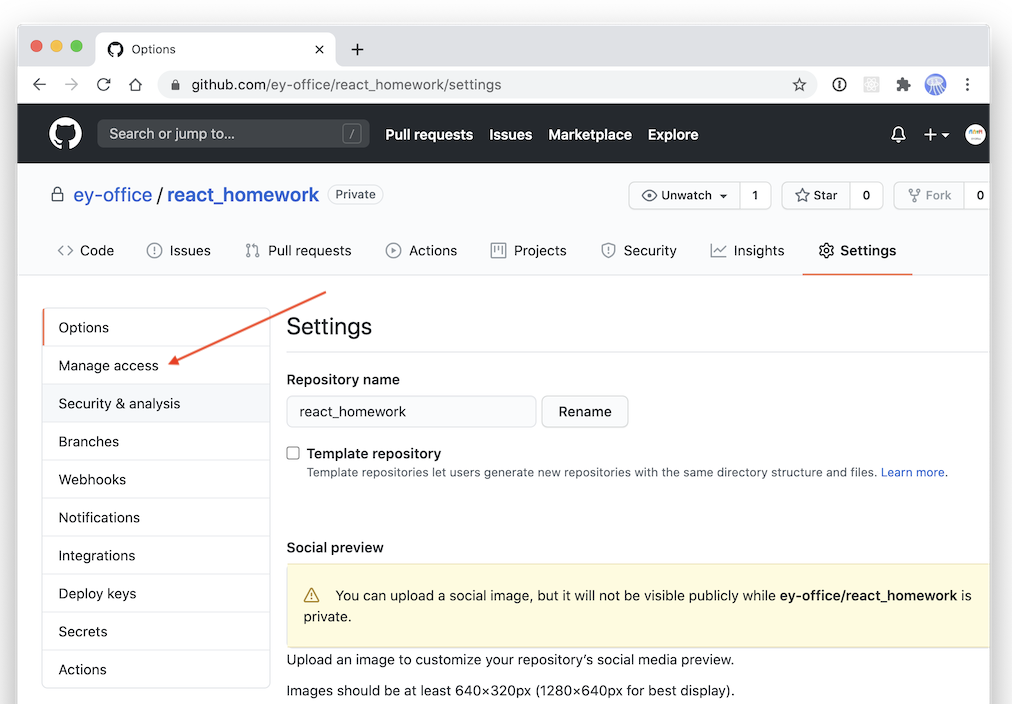 Options
github.com/ey-office/react_homework/settings
Search or jump to... /
Pull requests Issues Marketplace Explore
ey-office / react_homework Private
Unwatch 1 Star 0 Fork 0
Code Issues Pull requests Actions Projects Security Insights Settings
Options
Manage access
Security & analysis
Branches
Webhooks
Notifications
Integrations
Deploy keys
Secrets
Actions
Settings
Repository name
react_homework Rename
Template repository
Template repositories let users generate new repositories with the same directory structure and files. Learn more.
Social preview
You can upload a social image, but it will not be visible publicly while ey-office/react_homework is
private.
Upload an image to customize your repository’s social media preview.
Images should be at least 640×320px (1280×640px for best display).